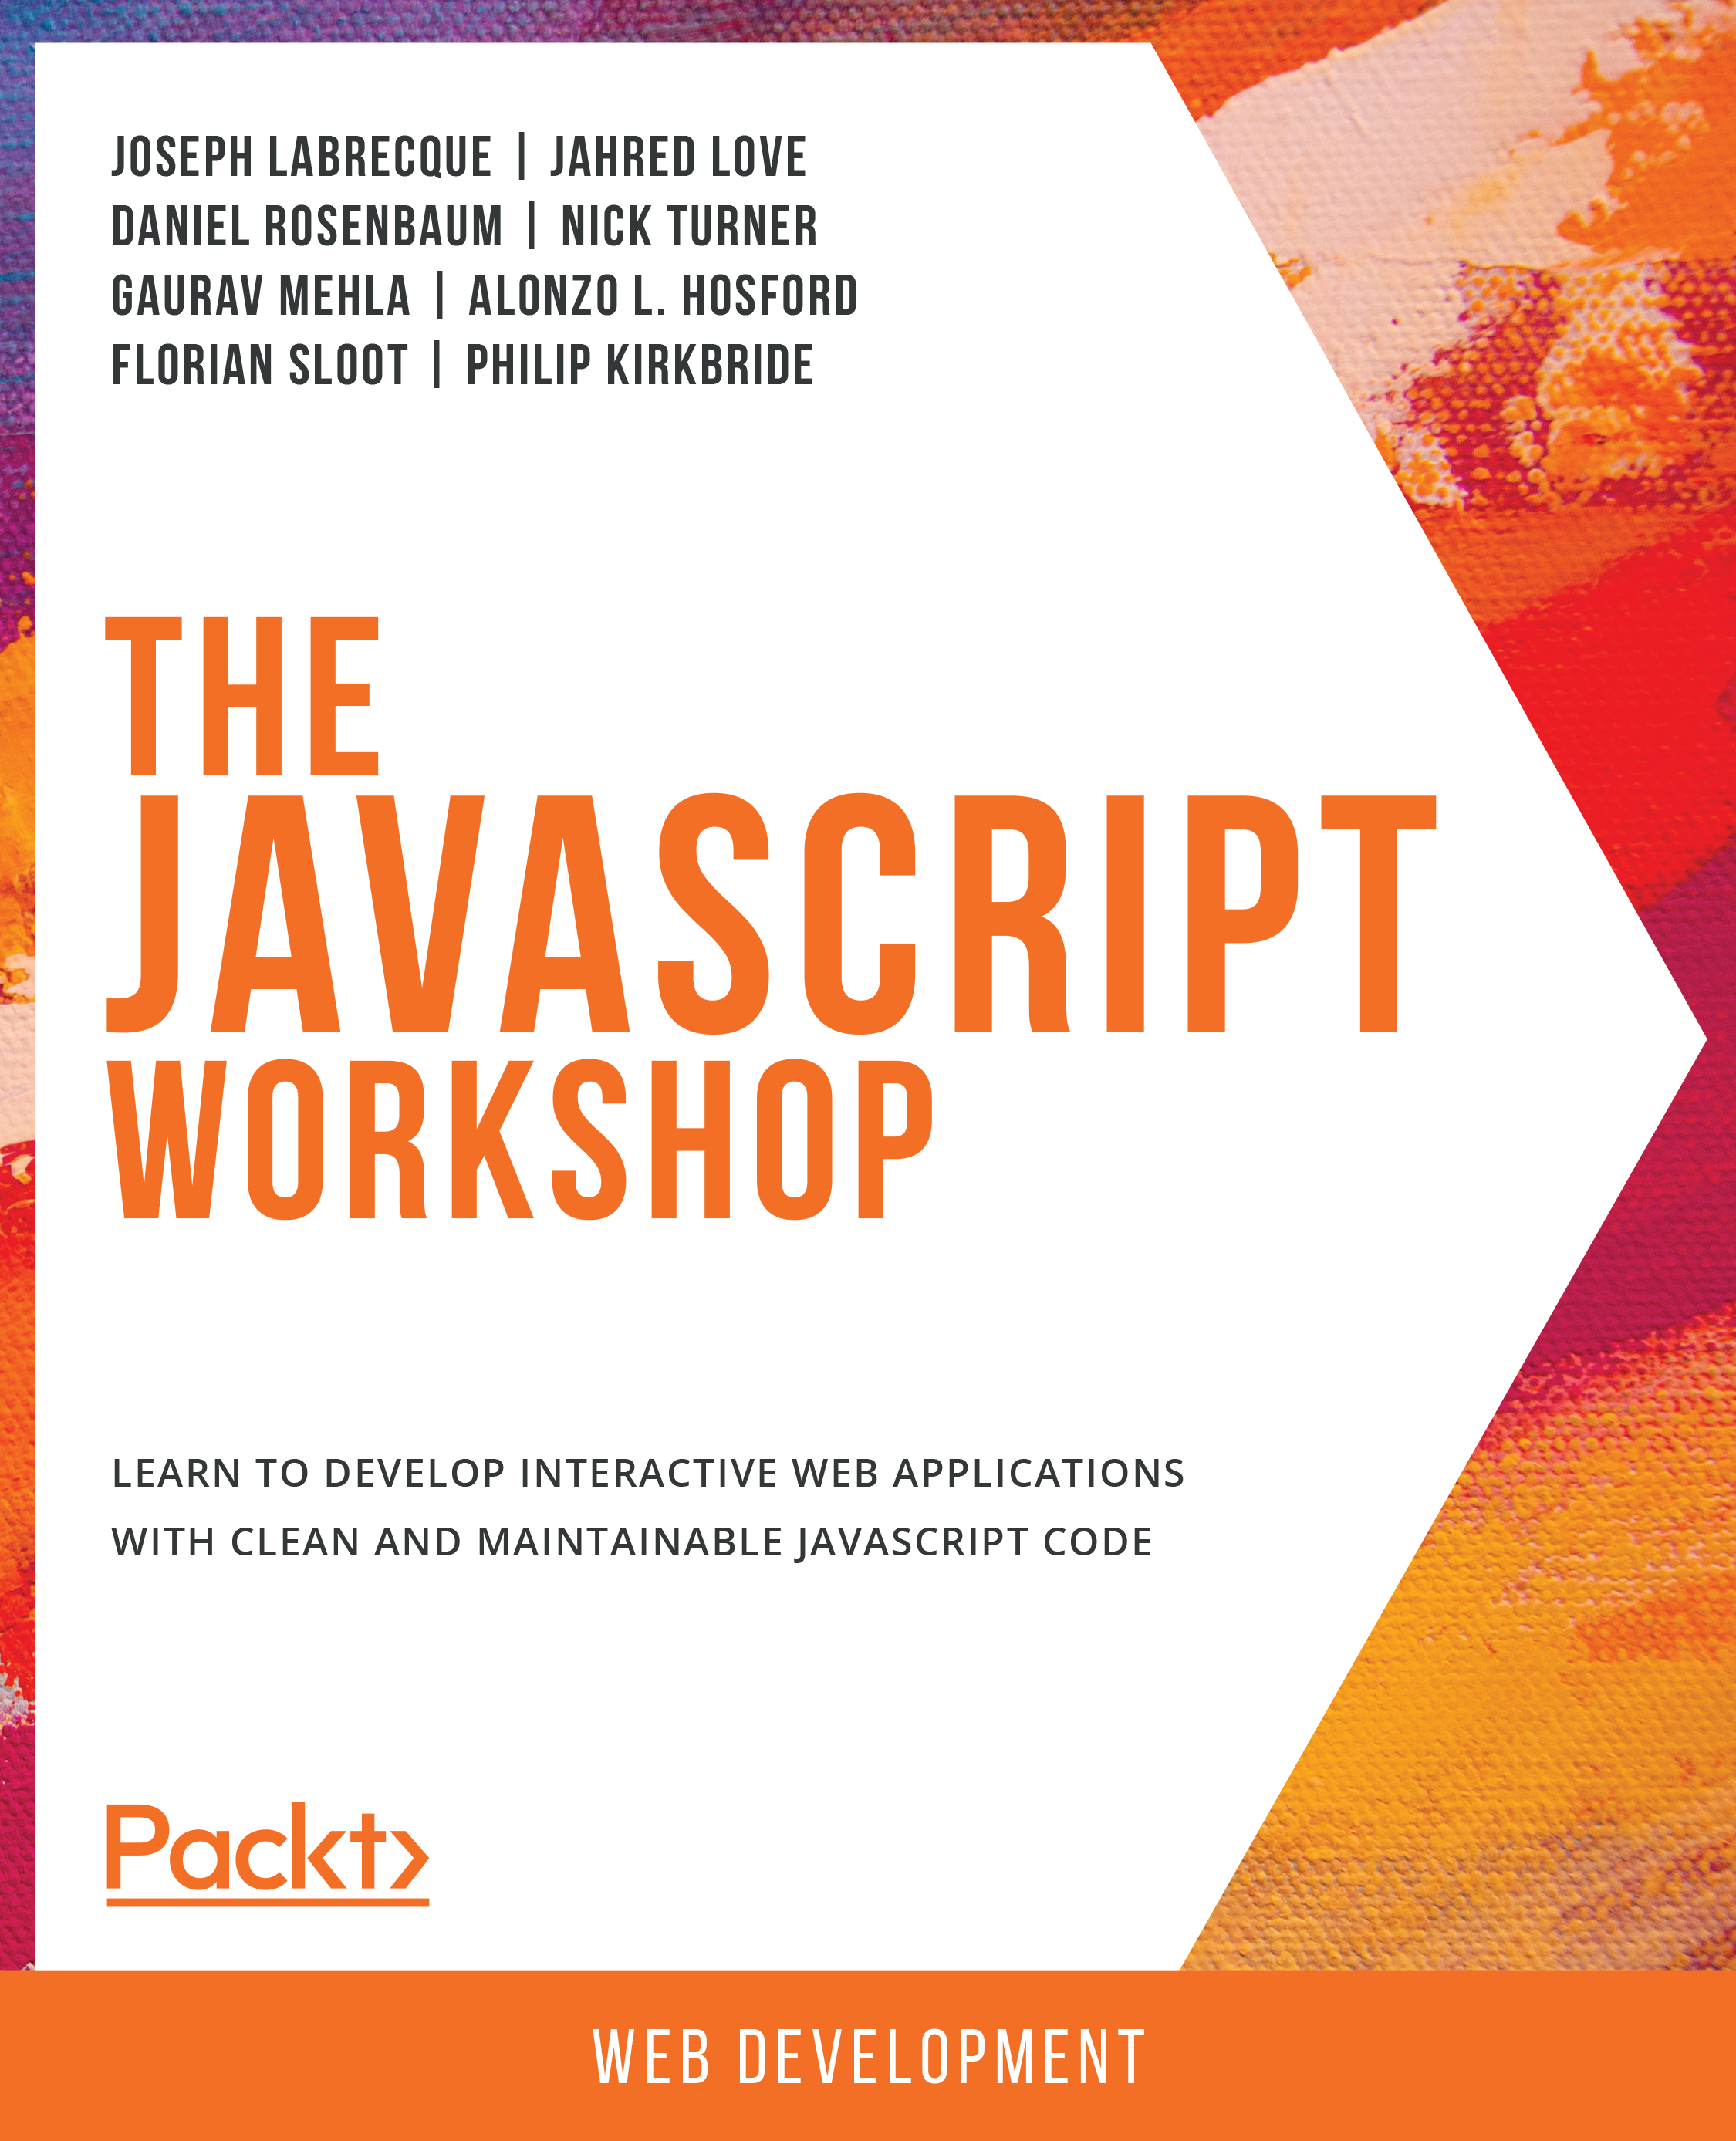 JOSEPH LABRECQUE | JAHRED LOVE
DANIEL ROSENBAUM | NICK TURNER
GAURAV MEHLA | ALONZO L. HOSFORD
FLORIAN SLOOT | PHILIP KIRKBRIDE
THE
JAVASCRIPT
WORKSHOP
LEARN TO DEVELOP INTERACTIVE WEB APPLICATIONS
WITH CLEAN AND MAINTAINABLE JAVASCRIPT CODE
Packt
WEB DEVELOPMENT